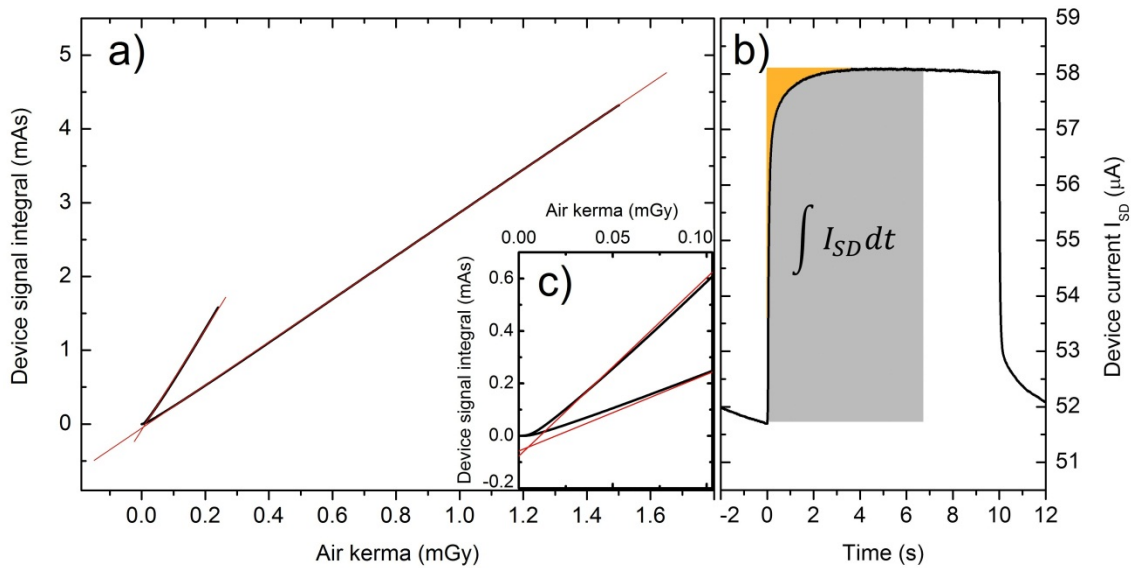 a)
Device signal integral (mAs)
5
4
3
2
1
0
0.0 0.2 0.4 0.6 0.8 1.0 1.2 1.4 1.6
Air kerma (mGy)
Air kerma (mGy)
0.00 0.05 0.10
c)
Device signal integral (mAs)
0.6
0.4
0.2
0.0
-0.2
b)
∫ I_SD dt
59
58
57
56
55
54
53
52
51
Device current I_SD (μA)
-2 0 2 4 6 8 10 12
Time (s)